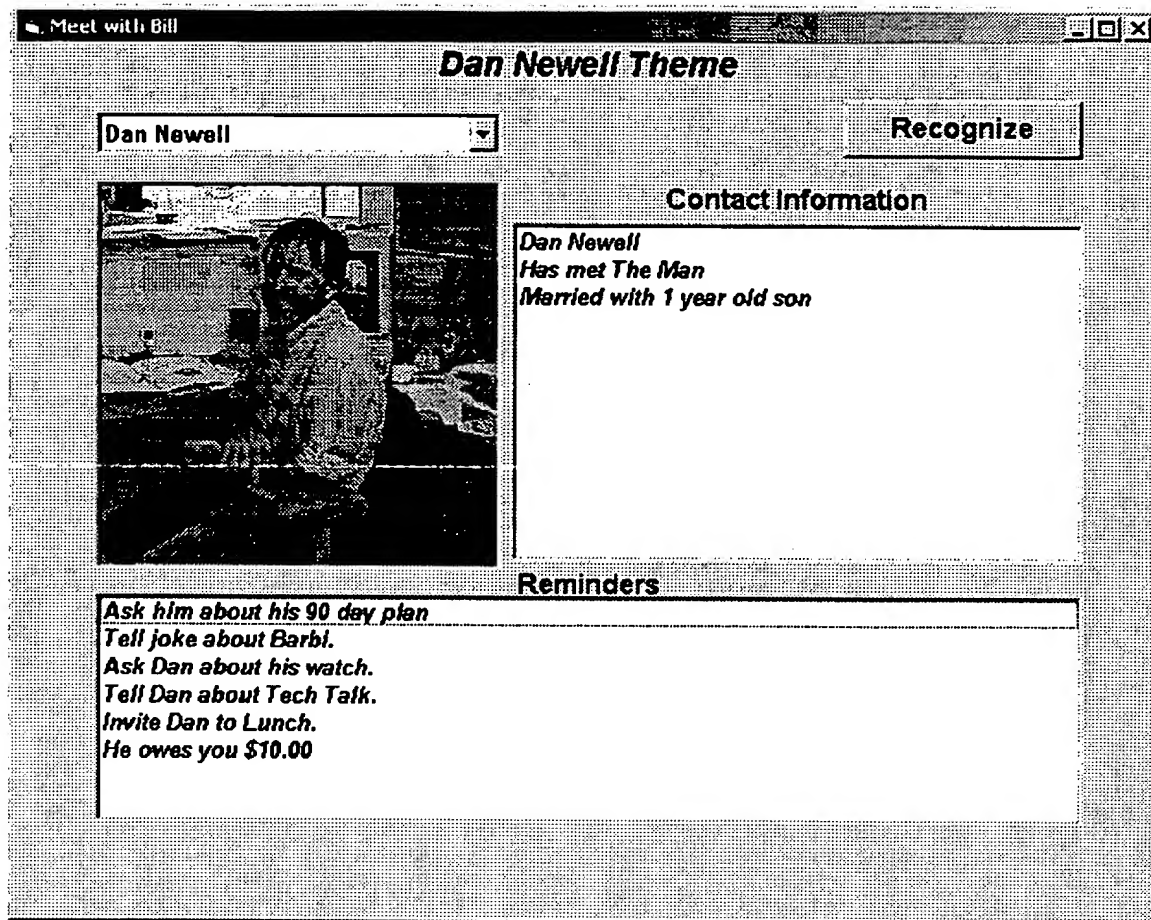 Meet with Bill
Dan Newell Theme
Dan Newell
Recognize
Contact Information
Dan Newell
Has met The Man
Married with 1 year old son
Reminders
Ask him about his 90 day plan
Tell joke about Barbi.
Ask Dan about his watch.
Tell Dan about Tech Talk.
Invite Dan to Lunch.
He owes you $10.00